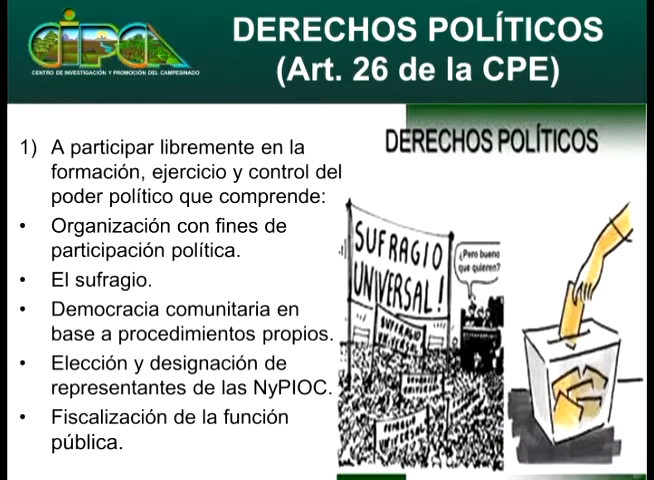 CIPCA
CENTRO DE INVESTIGACIÓN Y PROMOCIÓN DEL CAMPESINADO
DERECHOS POLÍTICOS
(Art. 26 de la CPE)
1) A participar libremente en la
formación, ejercicio y control del
poder político que comprende:
• Organización con fines de
participación política.
• El sufragio.
• Democracia comunitaria en
base a procedimientos propios.
• Elección y designación de
representantes de las NyPIOC.
• Fiscalización de la función
pública.
DERECHOS POLÍTICOS
SUFRAGIO
UNIVERSAL!
¿Pero bueno
que quieren?
SUFRAGIO
UNIVERSAL